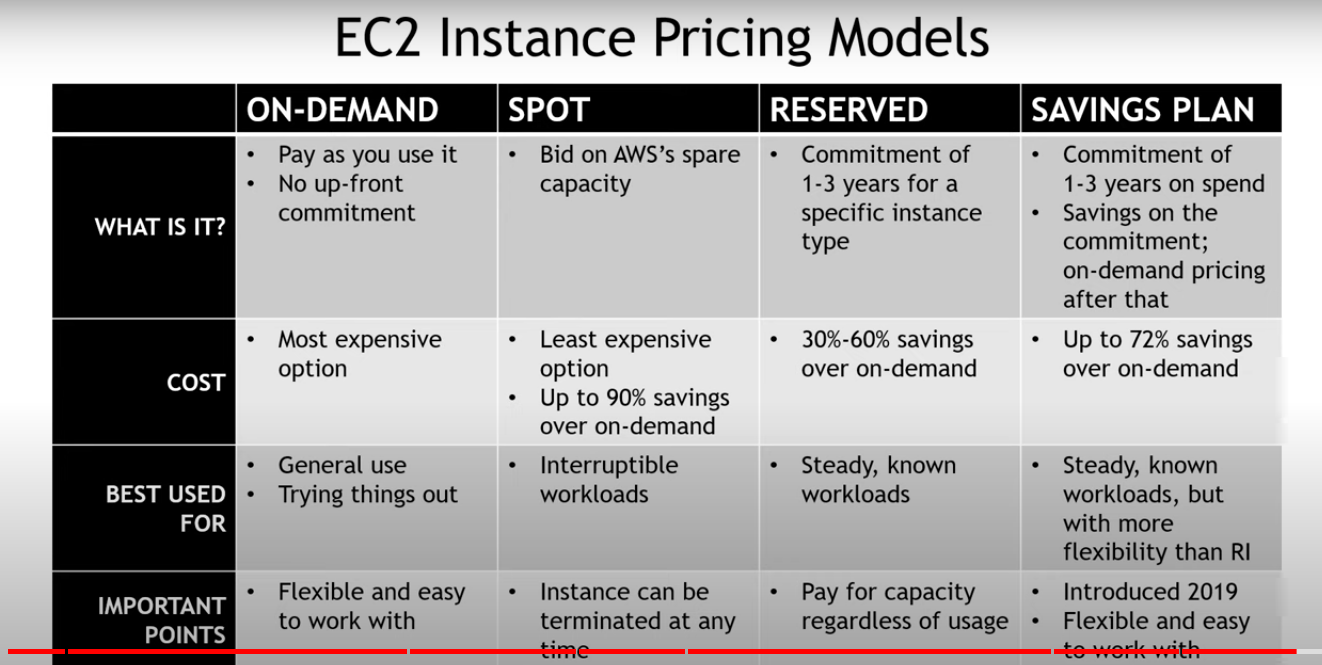 EC2 Instance Pricing Models
ON-DEMAND
SPOT
RESERVED
SAVINGS PLAN
WHAT IS IT?
• Pay as you use it
• No up-front
commitment
• Bid on AWS’s spare
capacity
• Commitment of
1-3 years for a
specific instance
type
• Commitment of
1-3 years on spend
• Savings on the
commitment;
on-demand pricing
after that
COST
• Most expensive
option
• Least expensive
option
• Up to 90% savings
over on-demand
• 30%-60% savings
over on-demand
• Up to 72% savings
over on-demand
BEST USED
FOR
• General use
• Trying things out
• Interruptible
workloads
• Steady, known
workloads
• Steady, known
workloads, but
with more
flexibility than RI
IMPORTANT
POINTS
• Flexible and easy
to work with
• Instance can be
terminated at any
time
• Pay for capacity
regardless of usage
• Introduced 2019
• Flexible and easy
to work with